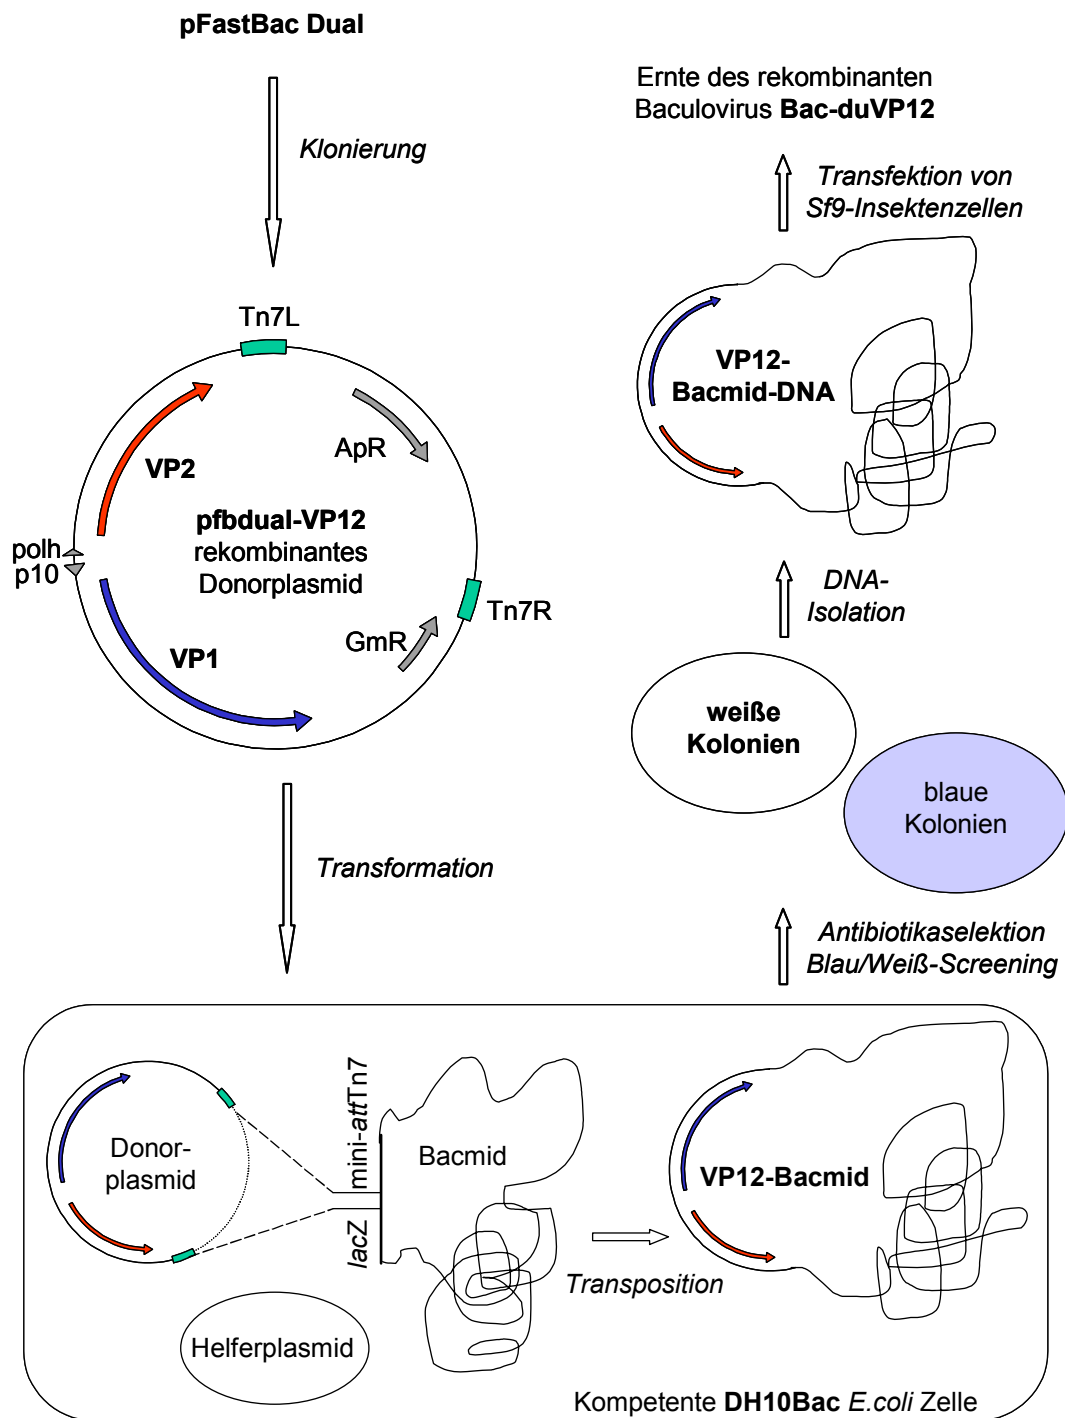 pFastBac Dual
Klonierung
Tn7L
ApR
VP2
pfbdual-VP12
rekombinantes
Donorplasmid
polh
p10
Tn7R
GmR
VP1
Transformation
Donor-
plasmid
mini-attTn7
lacZ
Bacmid
Helferplasmid
Transposition
VP12-Bacmid
Kompetente DH10Bac E.coli Zelle
Antibiotikaselektion
Blau/Weiß-Screening
weiße
Kolonien
blaue
Kolonien
DNA-
Isolation
VP12-
Bacmid-DNA
Transfektion von
Sf9-Insektenzellen
Ernte des rekombinanten
Baculovirus Bac-duVP12